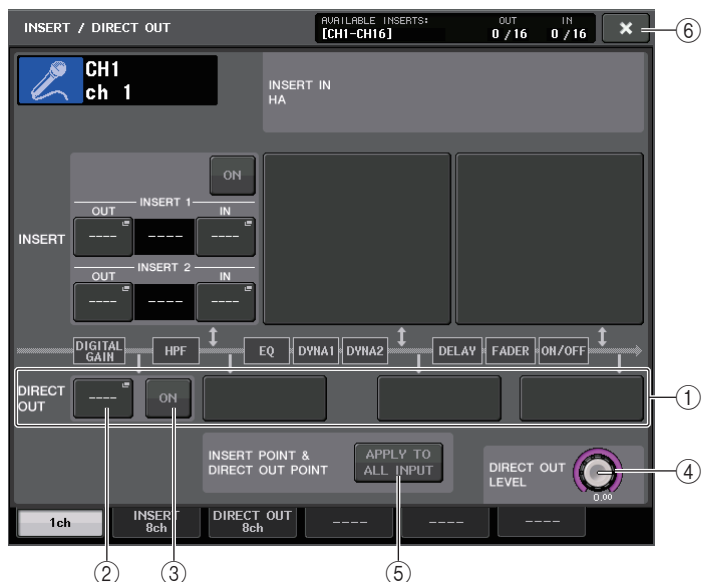 INSERT / DIRECT OUT
AVAILABLE INSERTS: OUT IN
[CH1-CH16] 0 /16 0 /16
⑥
CH1
ch 1
INSERT IN
HA
ON
INSERT 1
OUT IN
---- ---- ----
INSERT
INSERT 2
OUT IN
---- ---- ----
DIGITAL GAIN HPF EQ DYNA1 DYNA2 DELAY FADER ON/OFF
DIRECT OUT
---- ON
①
INSERT POINT &
DIRECT OUT POINT
APPLY TO
ALL INPUT
DIRECT OUT
LEVEL
0.00
④
1ch
INSERT
8ch
DIRECT OUT
8ch
---- ---- ----
② ③ ⑤